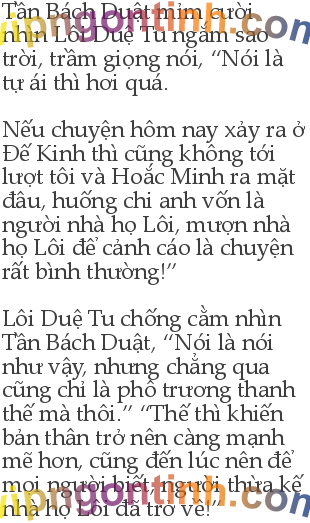 Tần Bách Duật mỉm cười
nhìn Lôi Duệ Tu ngắm sao
trời, trầm giọng nói, “Nói là
tự ái thì hơi quá.
Nếu chuyện hôm nay xảy ra ở
Đế Kinh thì cũng không tới
lượt tôi và Hoắc Minh ra mặt
đâu, huống chi anh vốn là
người nhà họ Lôi, mượn nhà
họ Lôi để cảnh cáo là chuyện
rất bình thường!”
Lôi Duệ Tu chống cằm nhìn
Tần Bách Duật, “Nói là nói
như vậy, nhưng chẳng qua
cũng chỉ là phô trương thanh
thế mà thôi.” “Thế thì khiến
bản thân trở nên càng mạnh
mẽ hơn, cũng đến lúc nên để
mọi người biết, người thừa kế
nhà họ Lôi đã trở về!”
vipngontinh.com
vipngontinh.com